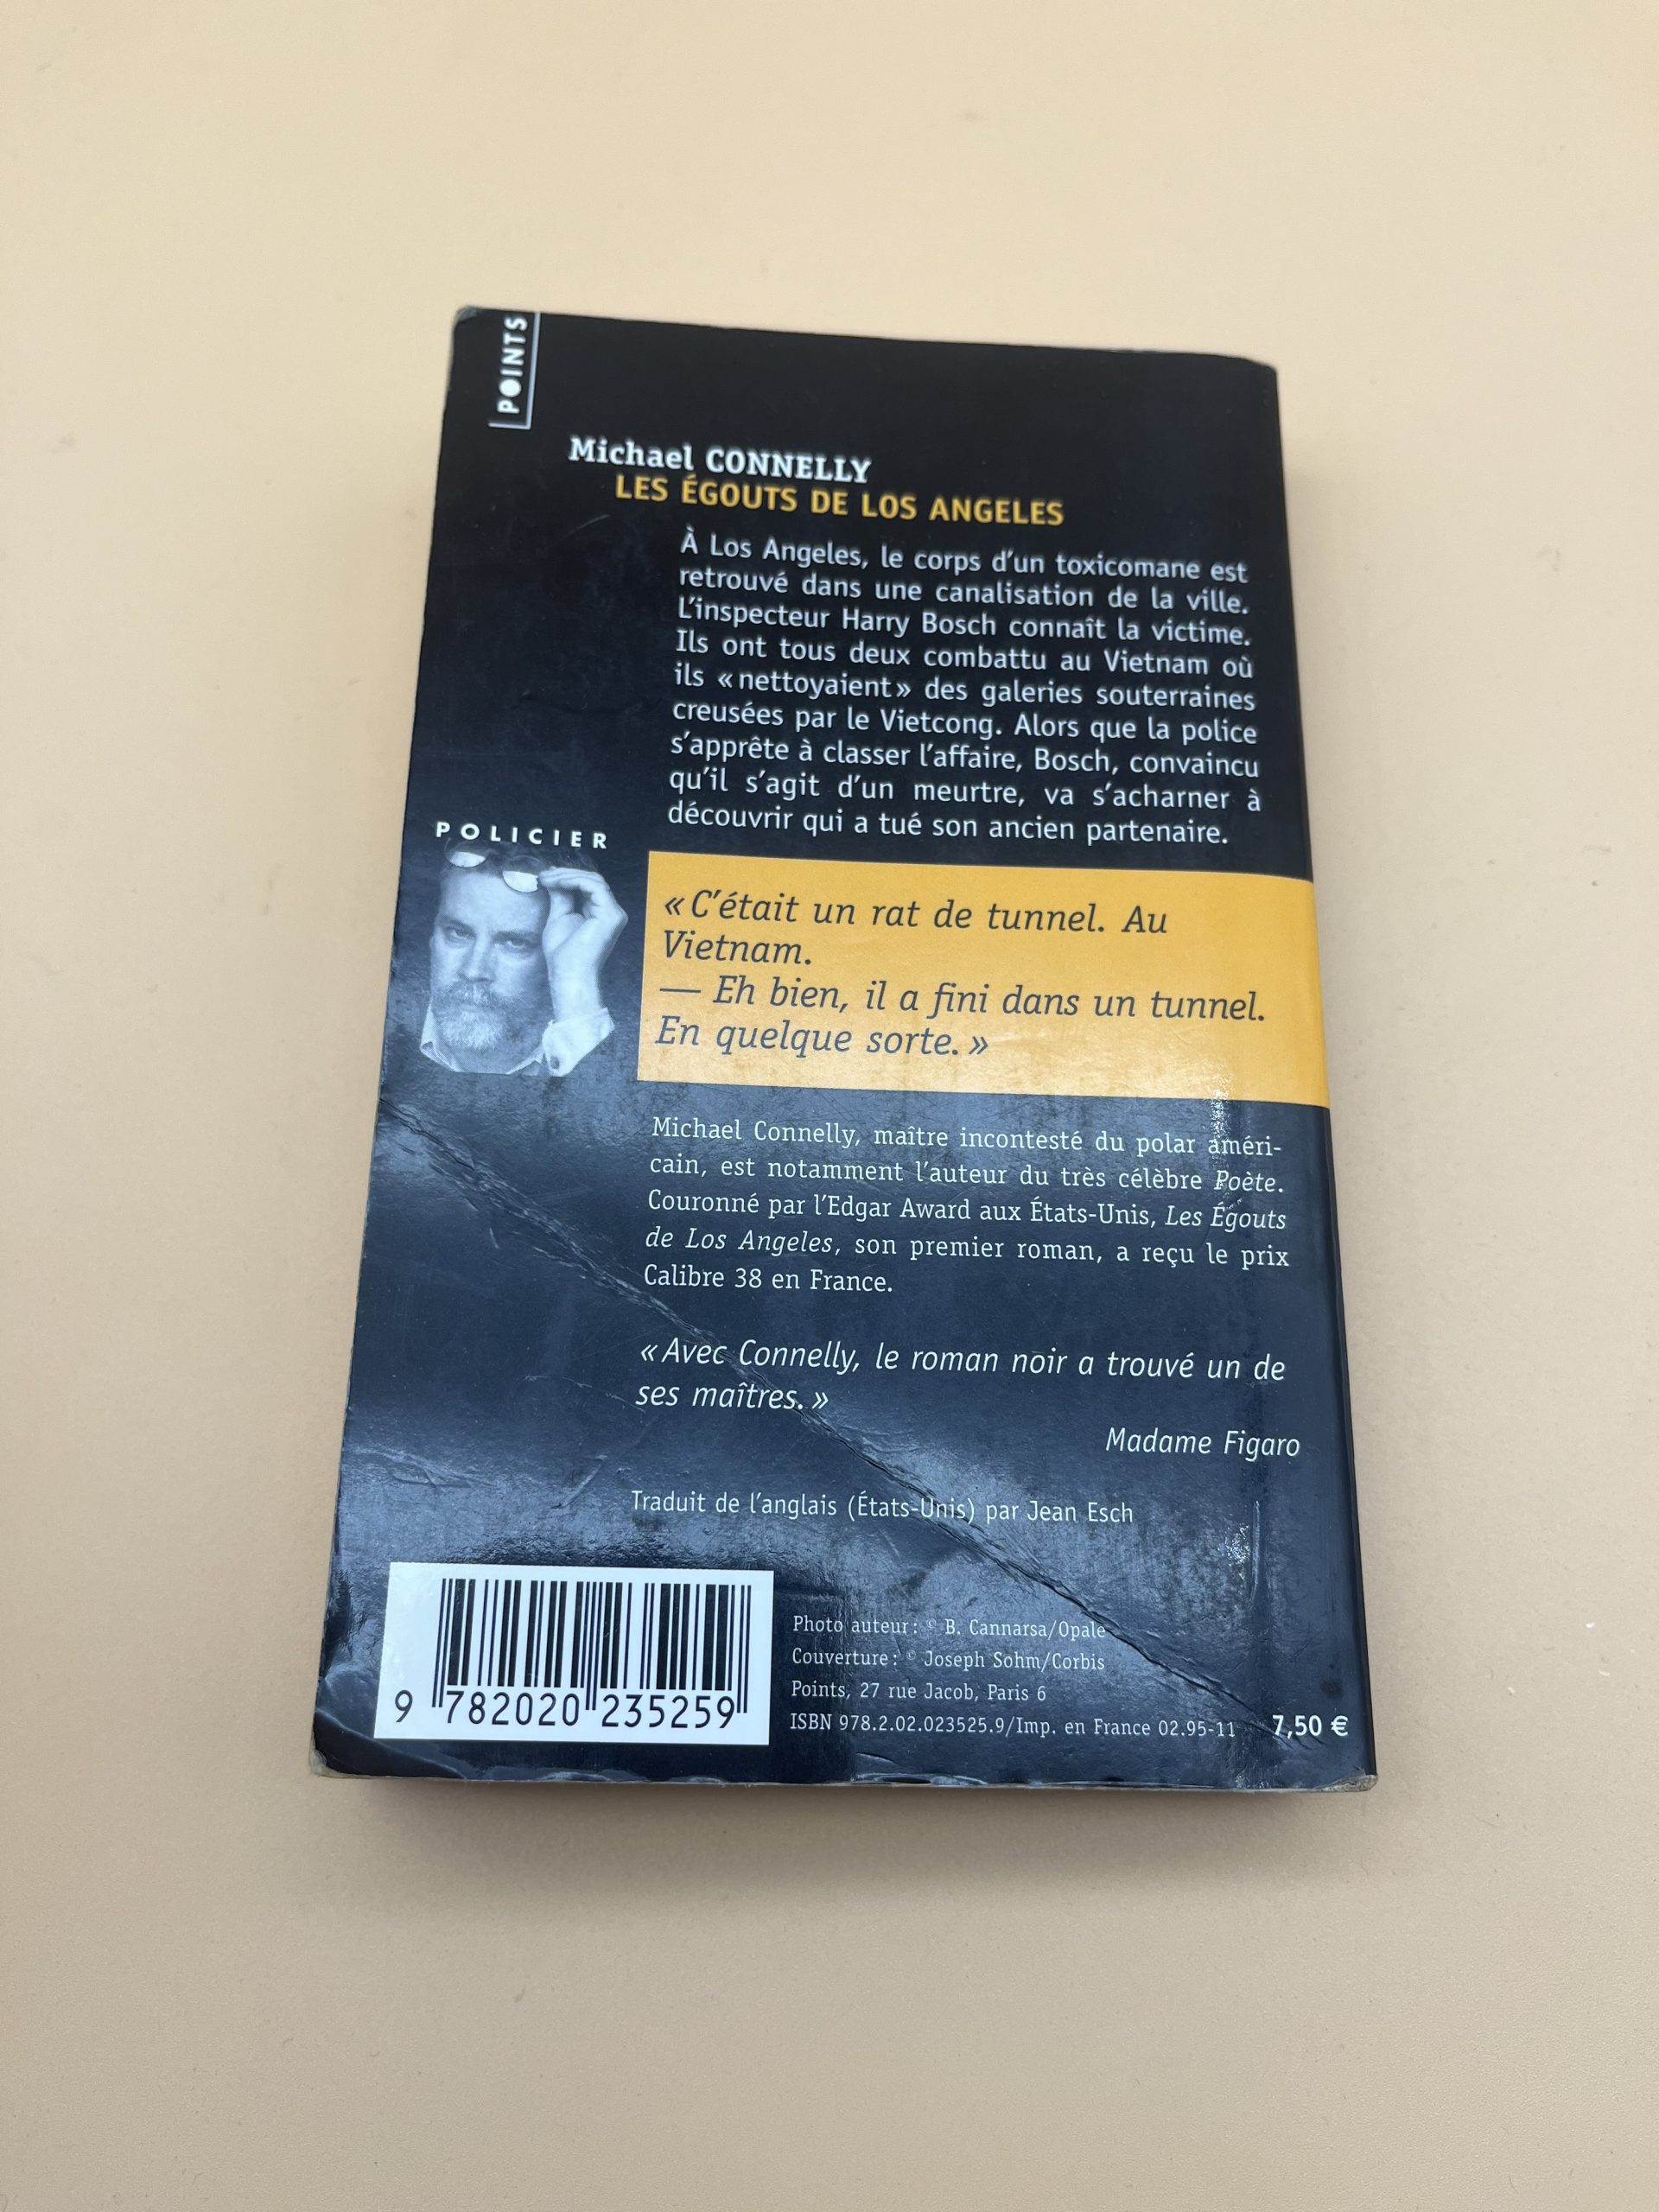 POINTS
Michael CONNELLY
LES ÉGOUTS DE LOS ANGELES
À Los Angeles, le corps d'un toxicomane est
retrouvé dans une canalisation de la ville.
L'inspecteur Harry Bosch connaît la victime.
Ils ont tous deux combattu au Vietnam où
ils « nettoyaient » des galeries souterraines
creusées par le Vietcong. Alors que la police
s'apprête à classer l'affaire, Bosch, convaincu
qu'il s'agit d'un meurtre, va s'acharner à
découvrir qui a tué son ancien partenaire.
POLICIER
« C'était un rat de tunnel. Au
Vietnam.
— Eh bien, il a fini dans un tunnel.
En quelque sorte. »
Michael Connelly, maître incontesté du polar améri-
cain, est notamment l'auteur du très célèbre Poète.
Couronné par l'Edgar Award aux États-Unis, Les Égouts
de Los Angeles, son premier roman, a reçu le prix
Calibre 38 en France.
« Avec Connelly, le roman noir a trouvé un de
ses maîtres. »
Madame Figaro
Traduit de l'anglais (États-Unis) par Jean Esch
9 782020 235259
Photo auteur : © B. Cannarsa/Opale
Couverture : © Joseph Sohm/Corbis
Points, 27 rue Jacob, Paris 6
ISBN 978.2.02.023525.9/Imp. en France 02.95-11 7,50 €